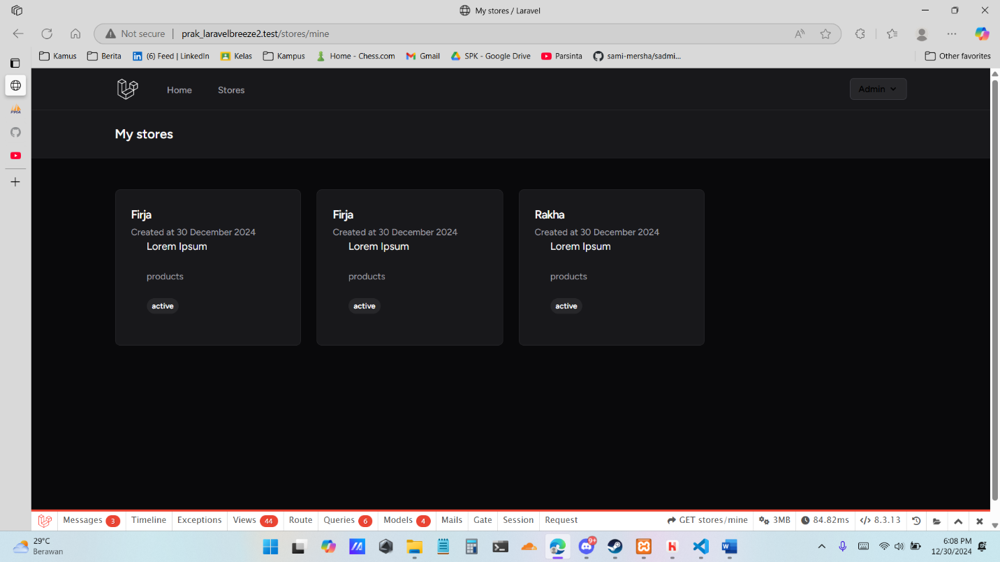 My stores / Laravel
Not secure | prak_laravelbreeze2.test/stores/mine
Kamus Berita (6) Feed | LinkedIn Kelas Kampus Home - Chess.com Gmail SPK - Google Drive Parsinta sami-mersha/sadmi... Other favorites
PMA
Home Stores Admin
My stores
Firja
Created at 30 December 2024
Lorem Ipsum
products
active
Firja
Created at 30 December 2024
Lorem Ipsum
products
active
Rakha
Created at 30 December 2024
Lorem Ipsum
products
active
Messages 3 Timeline Exceptions Views 44 Route Queries 6 Models 4 Mails Gate Session Request GET stores/mine 3MB 84.82ms 8.3.13
29°C
Berawan
9+
6:08 PM
12/30/2024